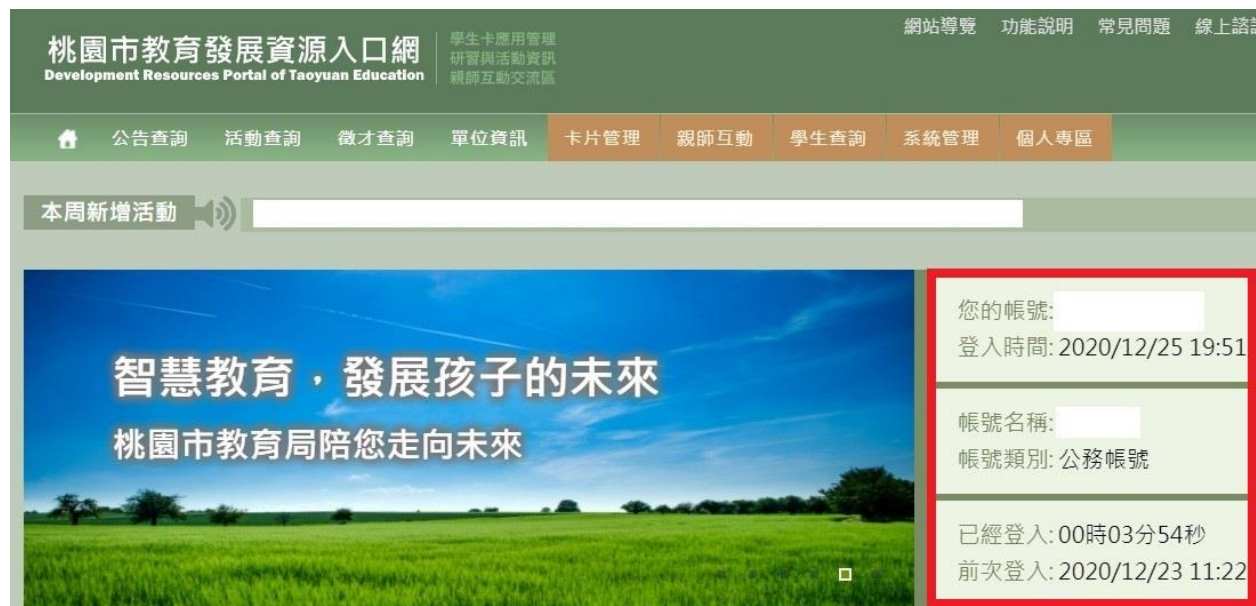 網站導覽 功能說明 常見問題 線上諮
桃園市教育發展資源入口網
Development Resources Portal of Taoyuan Education
學生卡應用管理
研習與活動資訊
親師互動交流區
公告查詢 活動查詢 徵才查詢 單位資訊 卡片管理 親師互動 學生查詢 系統管理 個人專區
本周新增活動
智慧教育，發展孩子的未來
桃園市教育局陪您走向未來
您的帳號:
登入時間: 2020/12/25 19:51
帳號名稱:
帳號類別: 公務帳號
已經登入: 00時03分54秒
前次登入: 2020/12/23 11:22